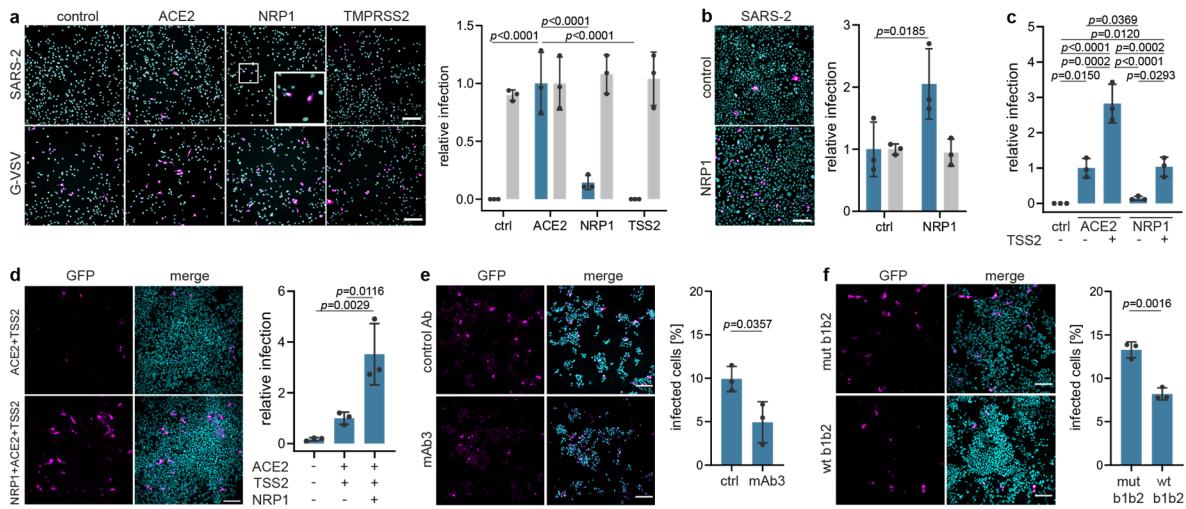 a
control
ACE2
NRP1
TMPRSS2
SARS-2
G-VSV
relative infection
1.5
1.0
0.5
0.0
p<0.0001
p<0.0001
p<0.0001
ctrl
ACE2
NRP1
TSS2
b
SARS-2
control
NRP1
relative infection
3
2
1
0
p=0.0185
ctrl
NRP1
c
relative infection
5
4
3
2
1
0
p=0.0369
p=0.0120
p<0.0001 p=0.0002
p=0.0002 p<0.0001
p=0.0150 p=0.0293
ctrl ACE2 NRP1
TSS2 - - + - +
d
GFP
merge
ACE2+TSS2
NRP1+ACE2+TSS2
relative infection
6
4
2
0
p=0.0116
p=0.0029
ACE2 - + +
TSS2 - + +
NRP1 - - +
e
GFP
merge
control Ab
mAb3
infected cells [%]
20
15
10
5
0
p=0.0357
ctrl mAb3
f
GFP
merge
mut b1b2
wt b1b2
infected cells [%]
20
15
10
5
0
p=0.0016
mut wt
b1b2 b1b2